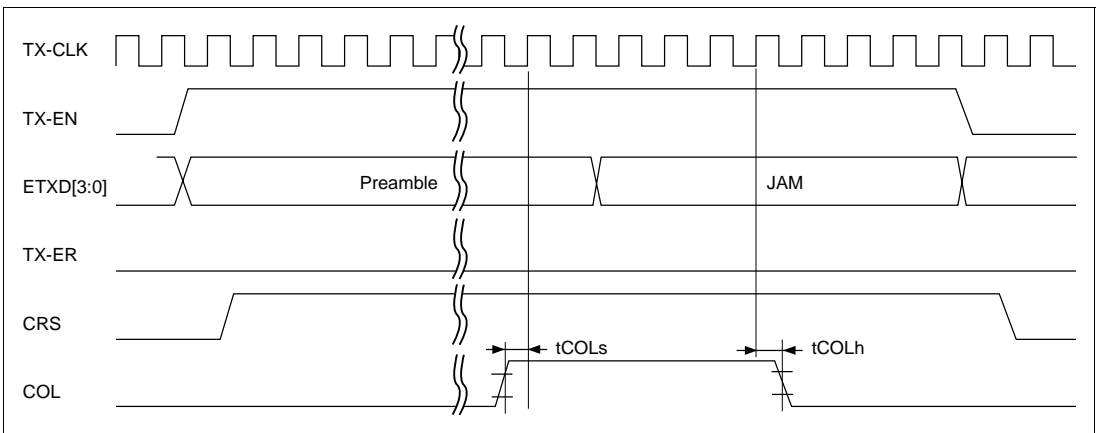 TX-CLK
TX-EN
ETXD[3:0]
Preamble
JAM
TX-ER
CRS
tCOLs
tCOLh
COL